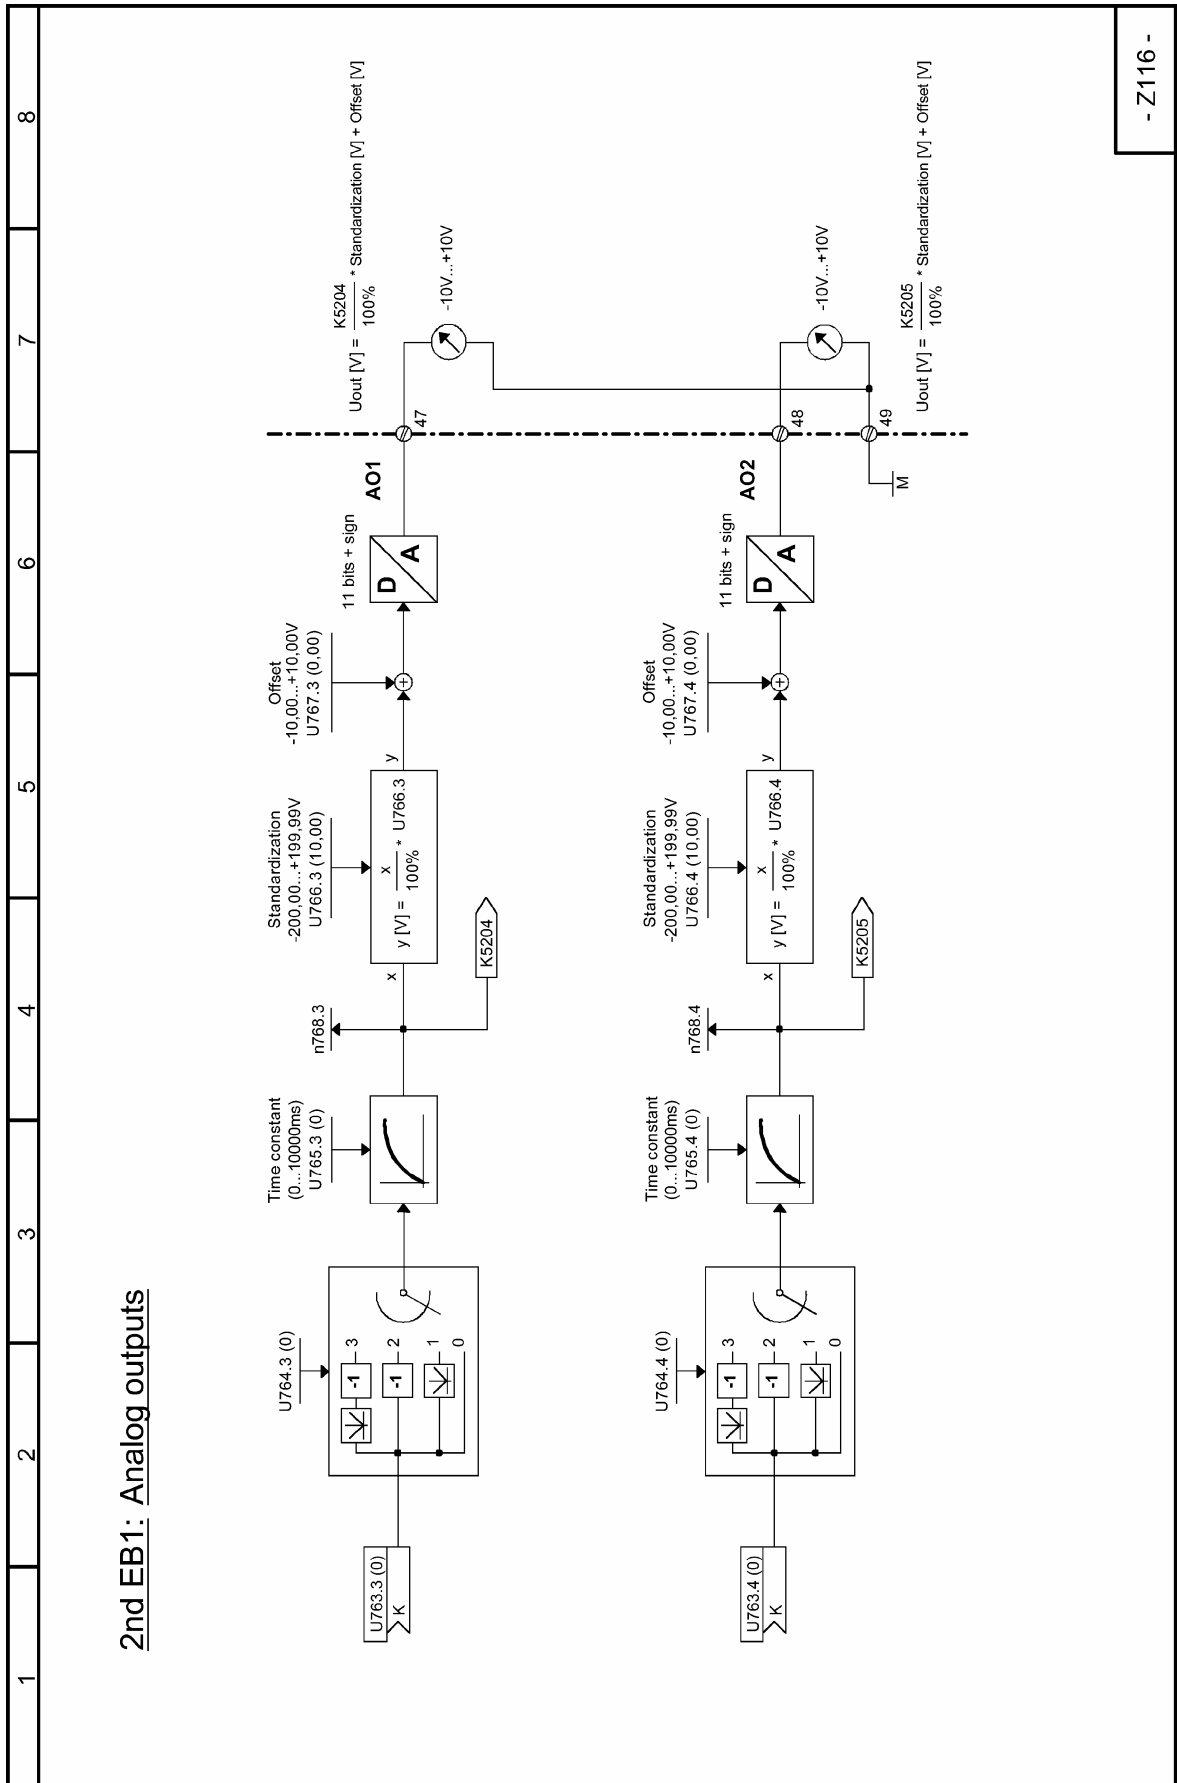 1
2
3
4
5
6
7
8
2nd EB1: Analog outputs
U763.3 (0)
K
U764.3 (0)
-1
3
-1
2
1
0
Time constant
(0...10000ms)
U765.3 (0)
n768.3
K5204
Standardization
-200,00...+199,99V
U766.3 (10,00)
x
y [V] = x / 100% * U766.3
y
Offset
-10,00...+10,00V
U767.3 (0,00)
+
11 bits + sign
D
A
AO1
47
Uout [V] = K5204 / 100% * Standardization [V] + Offset [V]
-10V...+10V
U763.4 (0)
K
U764.4 (0)
-1
3
-1
2
1
0
Time constant
(0...10000ms)
U765.4 (0)
n768.4
K5205
Standardization
-200,00...+199,99V
U766.4 (10,00)
x
y [V] = x / 100% * U766.4
y
Offset
-10,00...+10,00V
U767.4 (0,00)
+
11 bits + sign
D
A
AO2
48
-10V...+10V
49
M
Uout [V] = K5205 / 100% * Standardization [V] + Offset [V]
- Z116 -